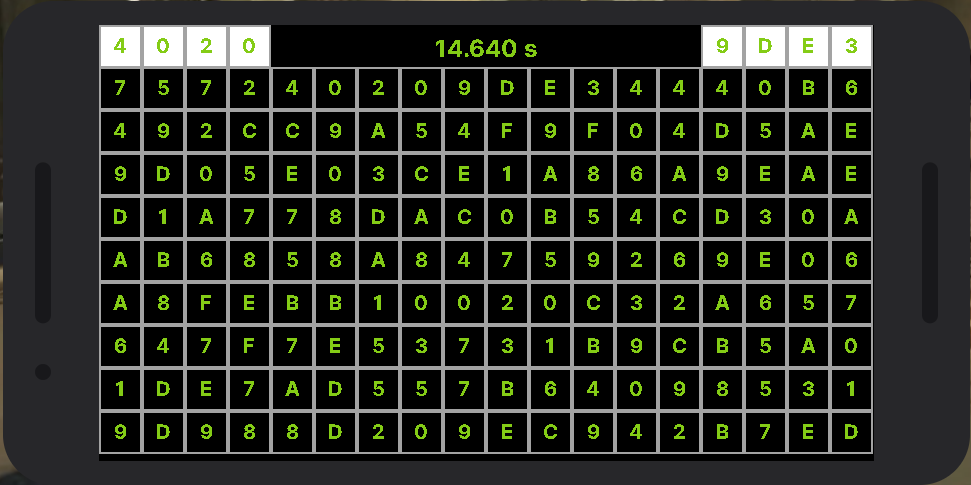 4 0 2 0 14.640 s 9 D E 3
7 5 7 2 4 0 2 0 9 D E 3 4 4 4 0 B 6
4 9 2 C C 9 A 5 4 F 9 F 0 4 D 5 A E
9 D 0 5 E 0 3 C E 1 A 8 6 A 9 E A E
D 1 A 7 7 8 D A C 0 B 5 4 C D 3 0 A
A B 6 8 5 8 A 8 4 7 5 9 2 6 9 E 0 6
A 8 F E B B 1 0 0 2 0 C 3 2 A 6 5 7
6 4 7 F 7 E 5 3 7 3 1 B 9 C B 5 A 0
1 D E 7 A D 5 5 7 B 6 4 0 9 8 5 3 1
9 D 9 8 8 D 2 0 9 E C 9 4 2 B 7 E D